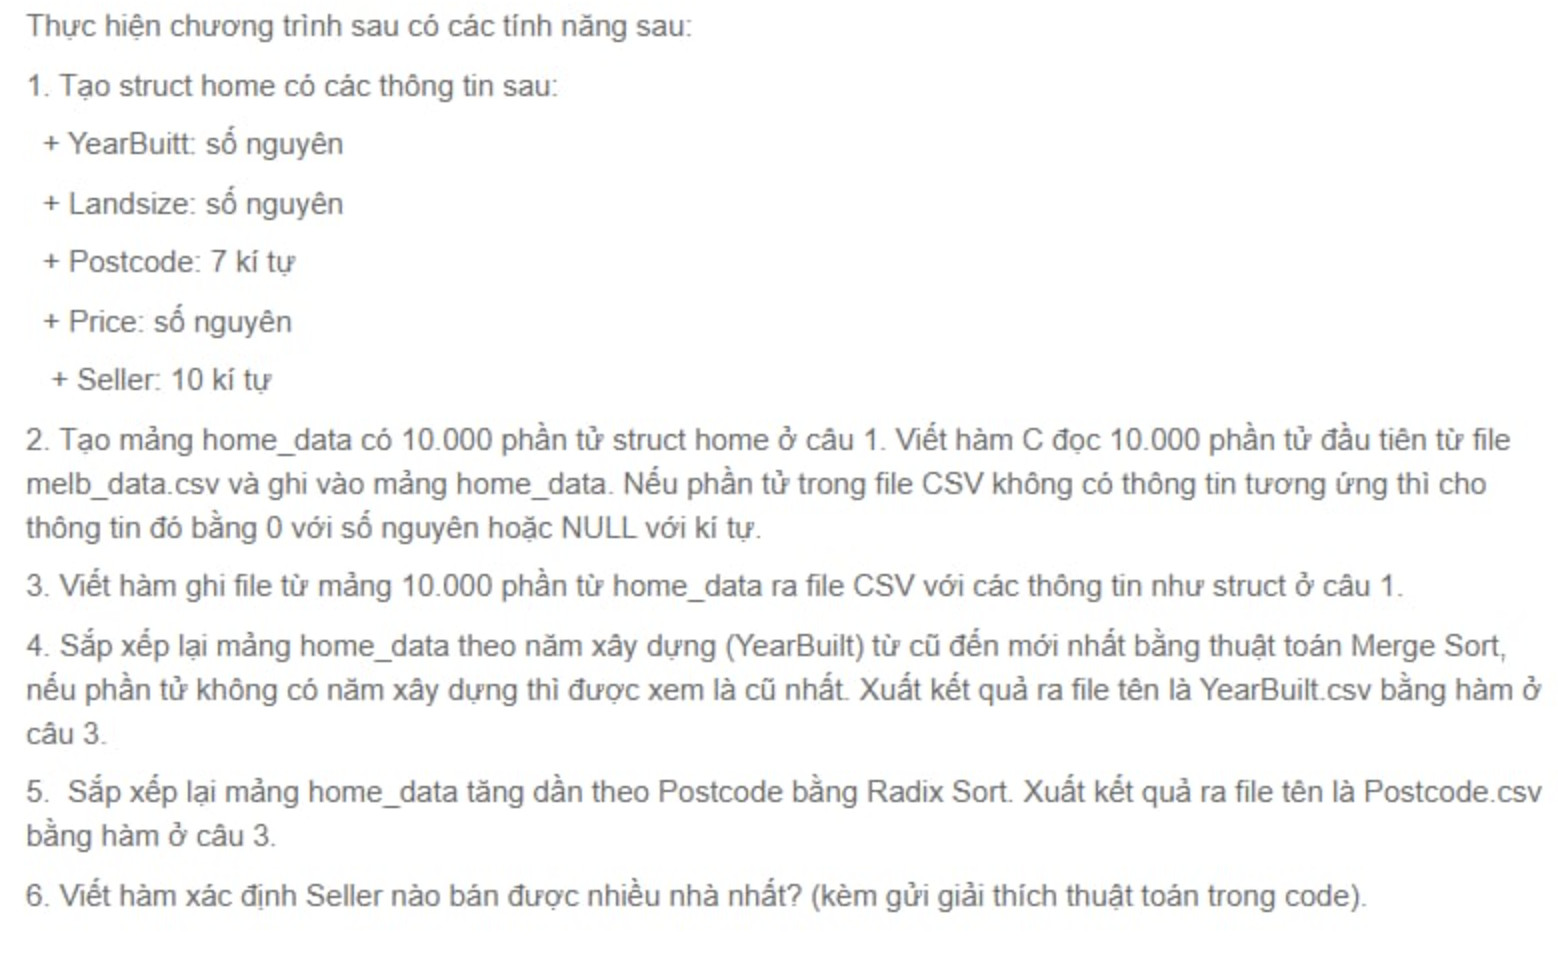 Thực hiện chương trình sau có các tính năng sau:
1. Tạo struct home có các thông tin sau:
+ YearBuitt: số nguyên
+ Landsize: số nguyên
+ Postcode: 7 kí tự
+ Price: số nguyên
+ Seller: 10 kí tự
2. Tạo mảng home_data có 10.000 phần tử struct home ở câu 1. Viết hàm C đọc 10.000 phần tử đầu tiên từ file
melb_data.csv và ghi vào mảng home_data. Nếu phần tử trong file CSV không có thông tin tương ứng thì cho
thông tin đó bằng 0 với số nguyên hoặc NULL với kí tự.
3. Viết hàm ghi file từ mảng 10.000 phần từ home_data ra file CSV với các thông tin như struct ở câu 1.
4. Sắp xếp lại mảng home_data theo năm xây dựng (YearBuilt) từ cũ đến mới nhất bằng thuật toán Merge Sort,
nếu phần tử không có năm xây dựng thì được xem là cũ nhất. Xuất kết quả ra file tên là YearBuilt.csv bằng hàm ở
câu 3.
5. Sắp xếp lại mảng home_data tăng dần theo Postcode bằng Radix Sort. Xuất kết quả ra file tên là Postcode.csv
bằng hàm ở câu 3.
6. Viết hàm xác định Seller nào bán được nhiều nhà nhất? (kèm gửi giải thích thuật toán trong code).